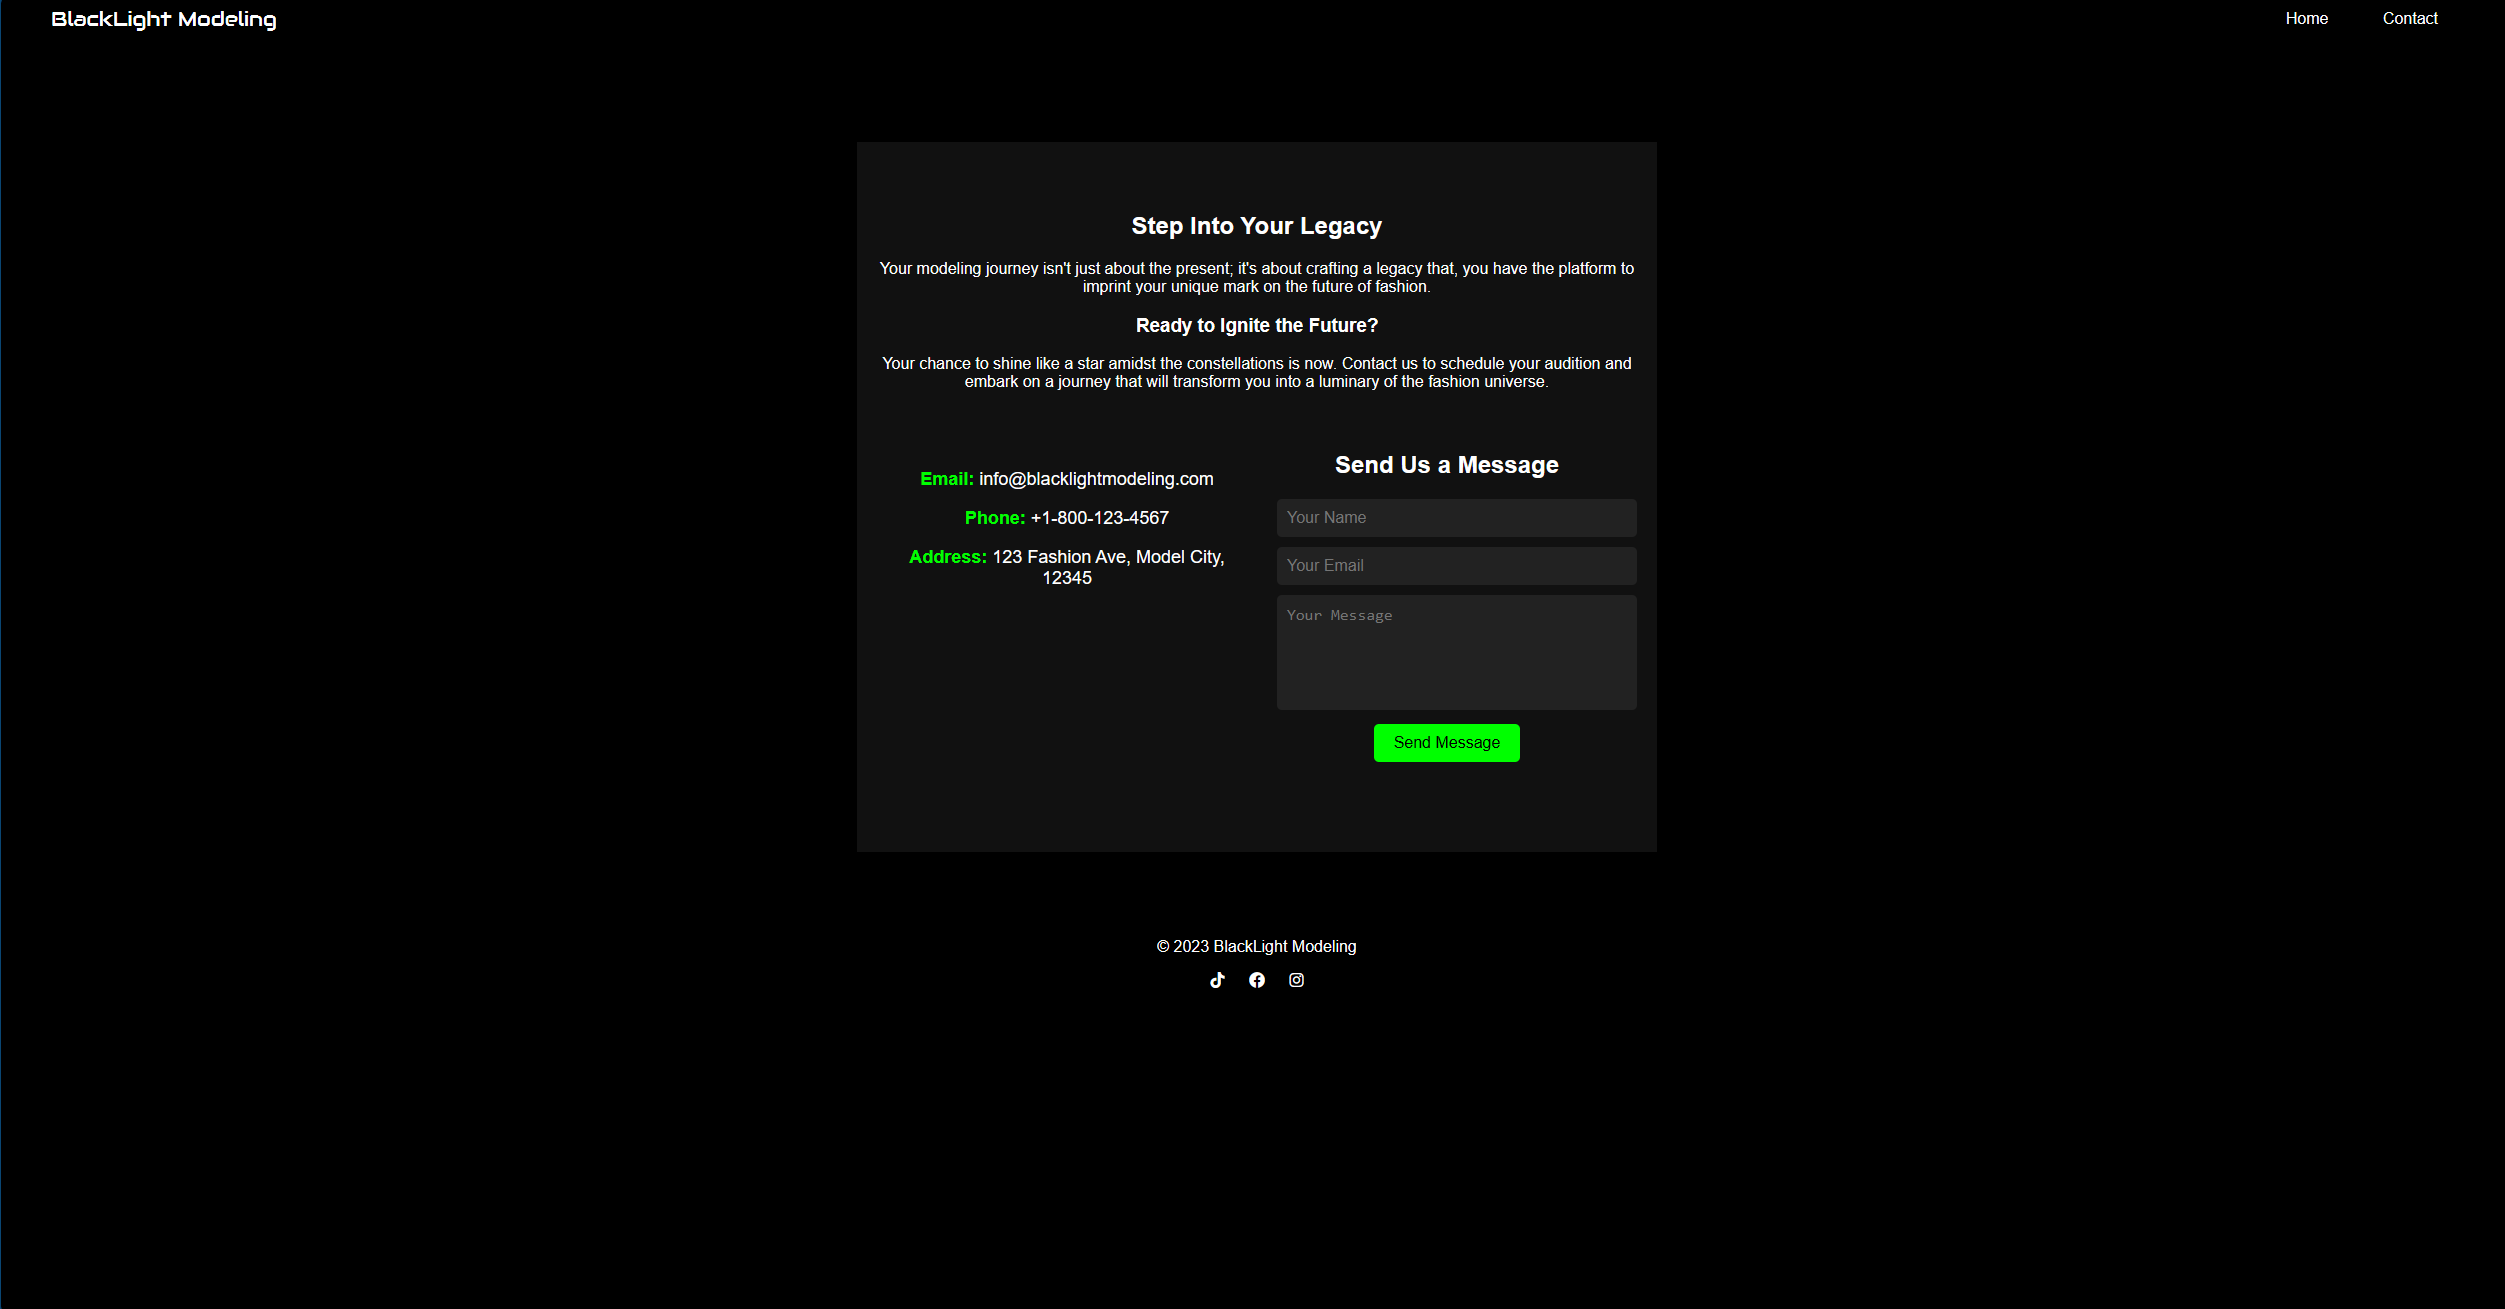 BlackLight Modeling
Home
Contact
Step Into Your Legacy
Your modeling journey isn't just about the present; it's about crafting a legacy that, you have the platform to
imprint your unique mark on the future of fashion.
Ready to Ignite the Future?
Your chance to shine like a star amidst the constellations is now. Contact us to schedule your audition and
embark on a journey that will transform you into a luminary of the fashion universe.
Email: info@blacklightmodeling.com
Phone: +1-800-123-4567
Address: 123 Fashion Ave, Model City,
12345
Send Us a Message
Your Name
Your Email
Your Message
Send Message
© 2023 BlackLight Modeling